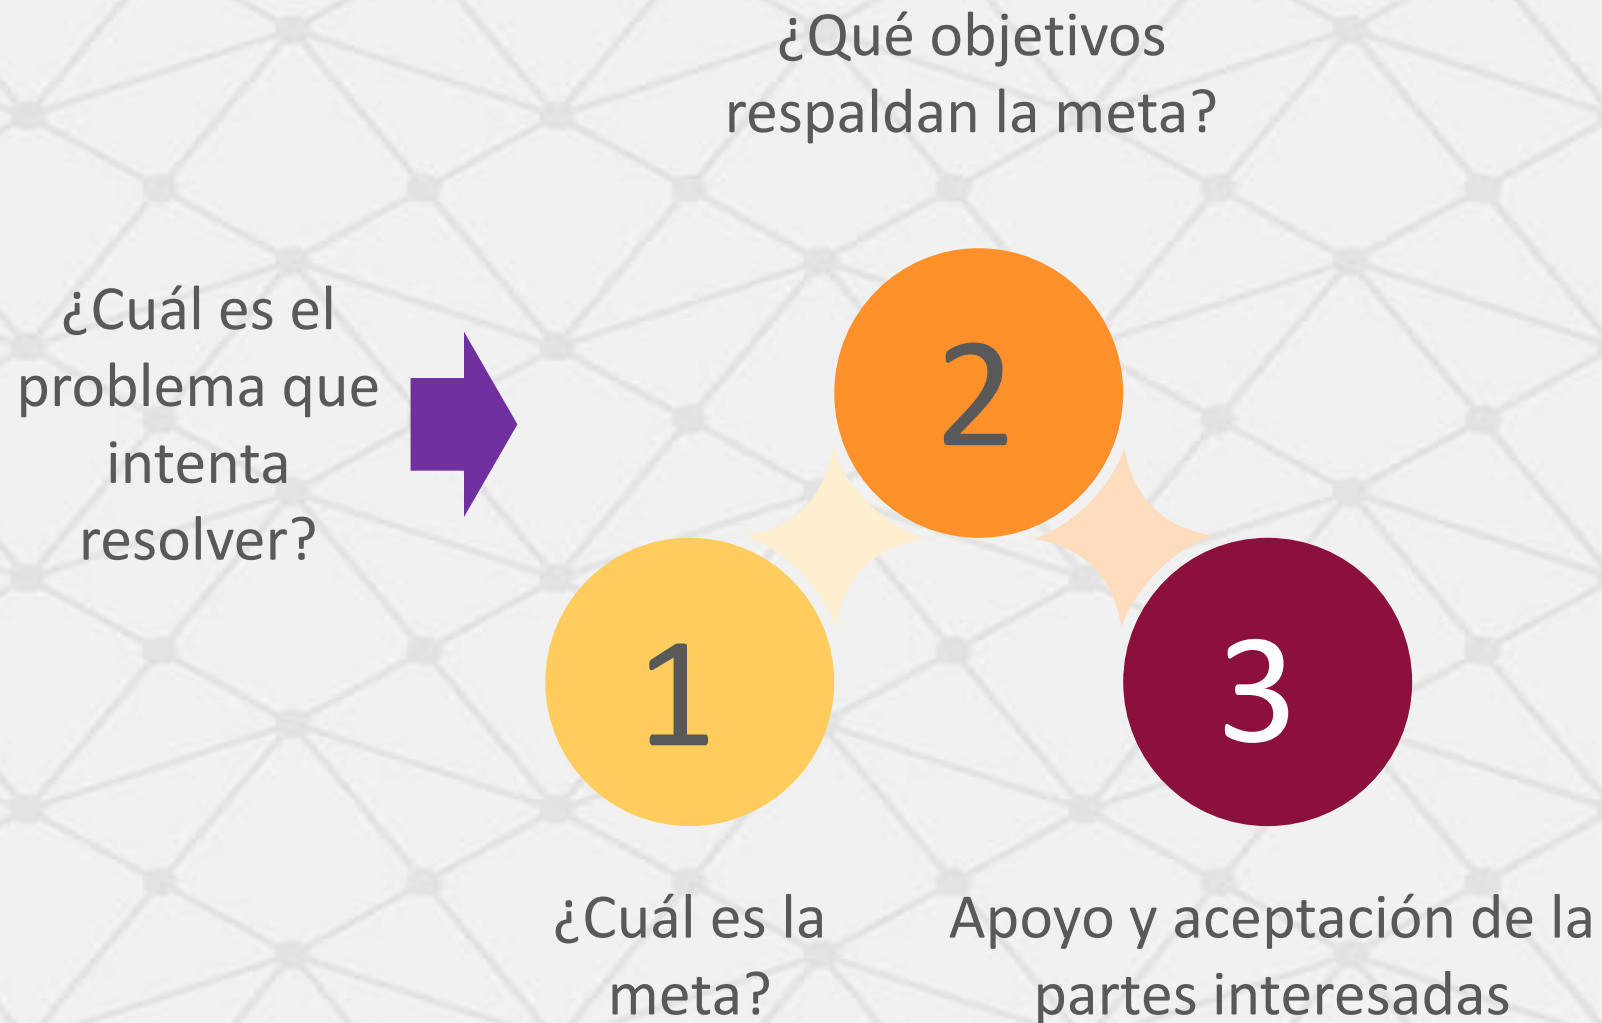 ¿Qué objetivos
respaldan la meta?
¿Cuál es el
problema que
intenta
resolver?
2
1
3
¿Cuál es la
meta?
Apoyo y aceptación de la
partes interesadas